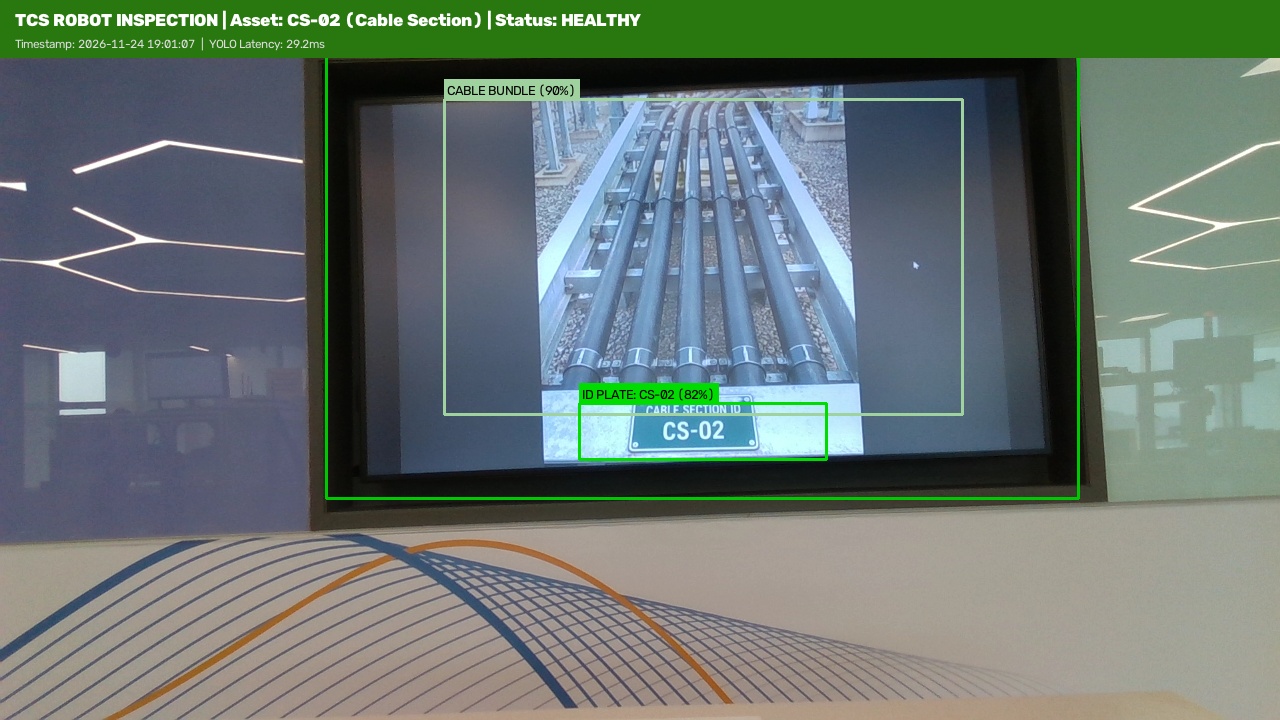 TCS ROBOT INSPECTION | Asset: CS-02 (Cable Section) | Status: HEALTHY
Timestamp: 2026-11-24 19:01:07 | YOLO Latency: 29.2ms
CABLE BUNDLE (90%)
ID PLATE: CS-02 (82%)
CABLE SECTION ID
CS-02